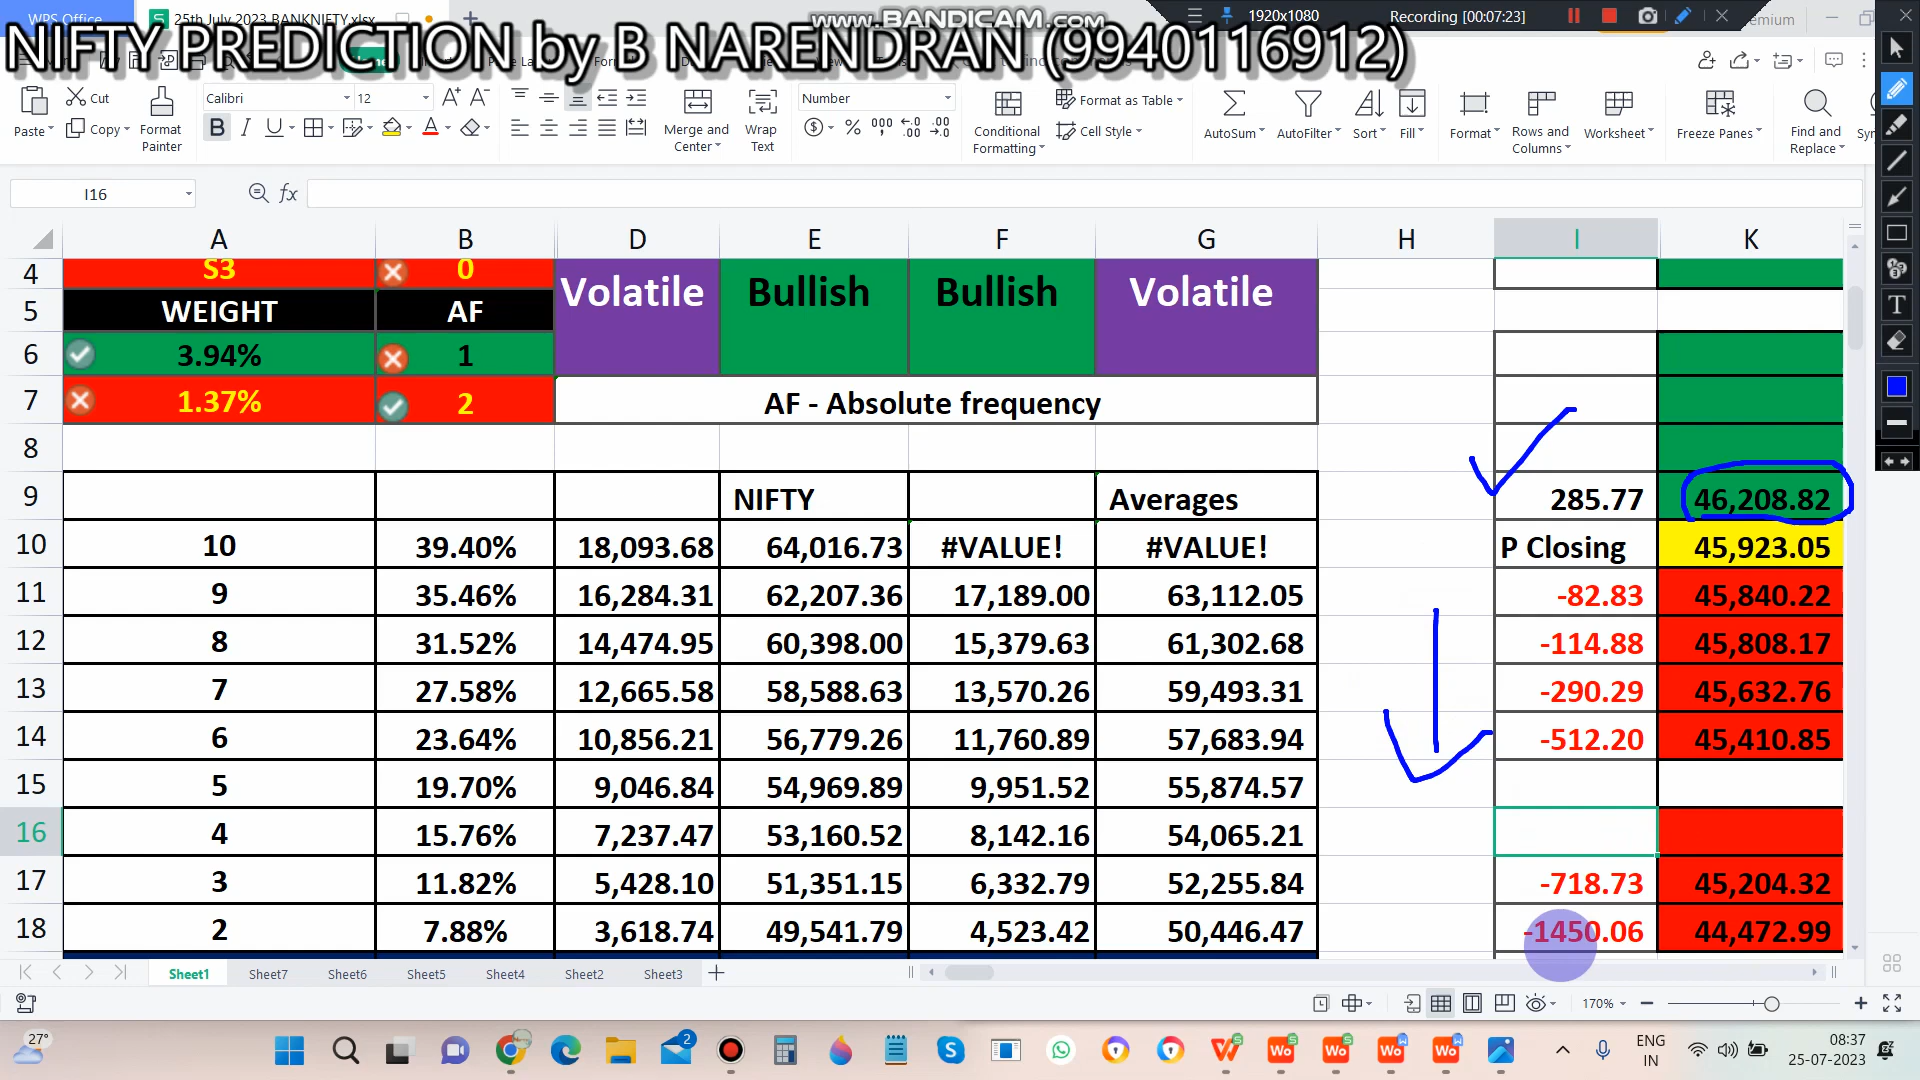 WPS Office
25th July 2023 BANKNIFTY.xlsx
www.BANDICAM.com
1920x1080
Recording [00:07:23]
NIFTY PREDICTION by B NARENDRAN (9940116912)
Paste
Cut
Copy
Format Painter
Calibri
12
B I U
Merge and Center
Wrap Text
Number
Conditional Formatting
Format as Table
Cell Style
AutoSum
AutoFilter
Sort
Fill
Format
Rows and Columns
Worksheet
Freeze Panes
Find and Replace
I16
fx
A B D E F G H I K
4 S3 0 Volatile Bullish Bullish Volatile
5 WEIGHT AF
6 3.94% 1
7 1.37% 2 AF - Absolute frequency
8
9 NIFTY Averages 285.77 46,208.82
10 10 39.40% 18,093.68 64,016.73 #VALUE! #VALUE! P Closing 45,923.05
11 9 35.46% 16,284.31 62,207.36 17,189.00 63,112.05 -82.83 45,840.22
12 8 31.52% 14,474.95 60,398.00 15,379.63 61,302.68 -114.88 45,808.17
13 7 27.58% 12,665.58 58,588.63 13,570.26 59,493.31 -290.29 45,632.76
14 6 23.64% 10,856.21 56,779.26 11,760.89 57,683.94 -512.20 45,410.85
15 5 19.70% 9,046.84 54,969.89 9,951.52 55,874.57
16 4 15.76% 7,237.47 53,160.52 8,142.16 54,065.21
17 3 11.82% 5,428.10 51,351.15 6,332.79 52,255.84 -718.73 45,204.32
18 2 7.88% 3,618.74 49,541.79 4,523.42 50,446.47 -1450.06 44,472.99
Sheet1 Sheet7 Sheet6 Sheet5 Sheet4 Sheet2 Sheet3
170%
27°
2
ENG
IN
08:37
25-07-2023